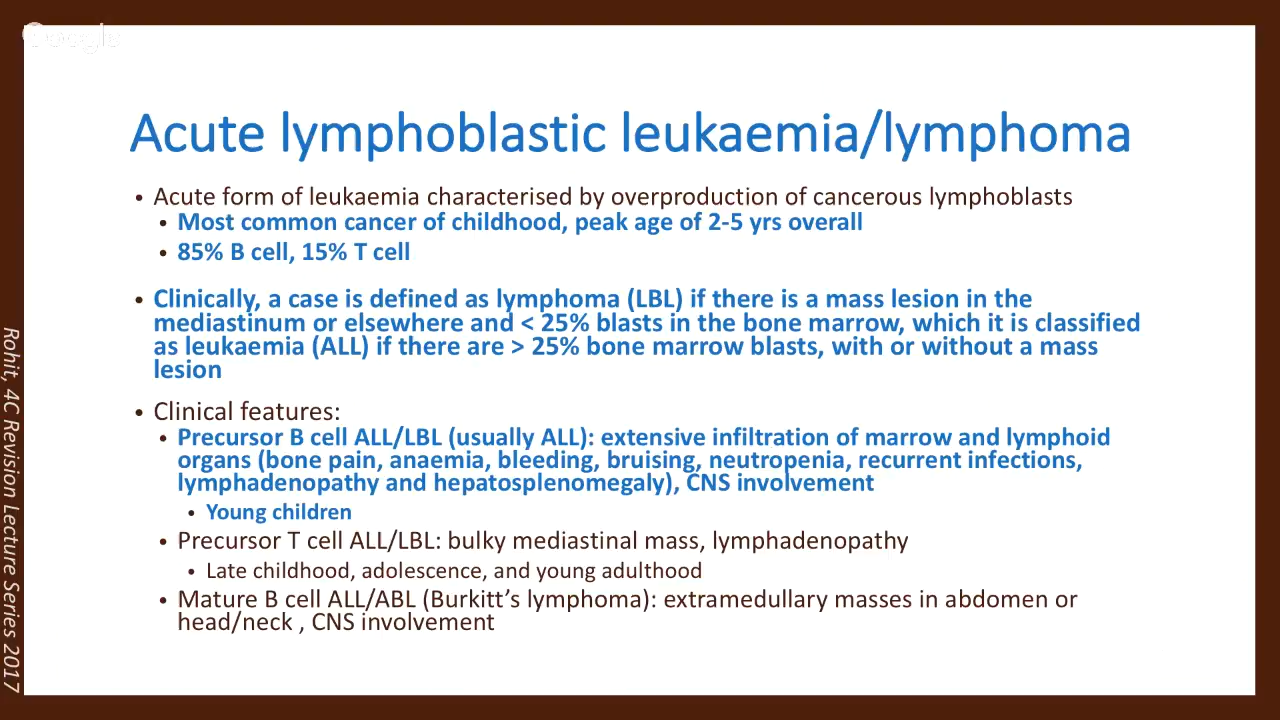 Google
Acute lymphoblastic leukaemia/lymphoma
• Acute form of leukaemia characterised by overproduction of cancerous lymphoblasts
• Most common cancer of childhood, peak age of 2-5 yrs overall
• 85% B cell, 15% T cell
• Clinically, a case is defined as lymphoma (LBL) if there is a mass lesion in the
mediastinum or elsewhere and < 25% blasts in the bone marrow, which it is classified
as leukaemia (ALL) if there are > 25% bone marrow blasts, with or without a mass
lesion
• Clinical features:
• Precursor B cell ALL/LBL (usually ALL): extensive infiltration of marrow and lymphoid
organs (bone pain, anaemia, bleeding, bruising, neutropenia, recurrent infections,
lymphadenopathy and hepatosplenomegaly), CNS involvement
• Young children
• Precursor T cell ALL/LBL: bulky mediastinal mass, lymphadenopathy
• Late childhood, adolescence, and young adulthood
• Mature B cell ALL/ABL (Burkitt’s lymphoma): extramedullary masses in abdomen or
head/neck , CNS involvement
Rohit, 4C Revision Lecture Series 2017